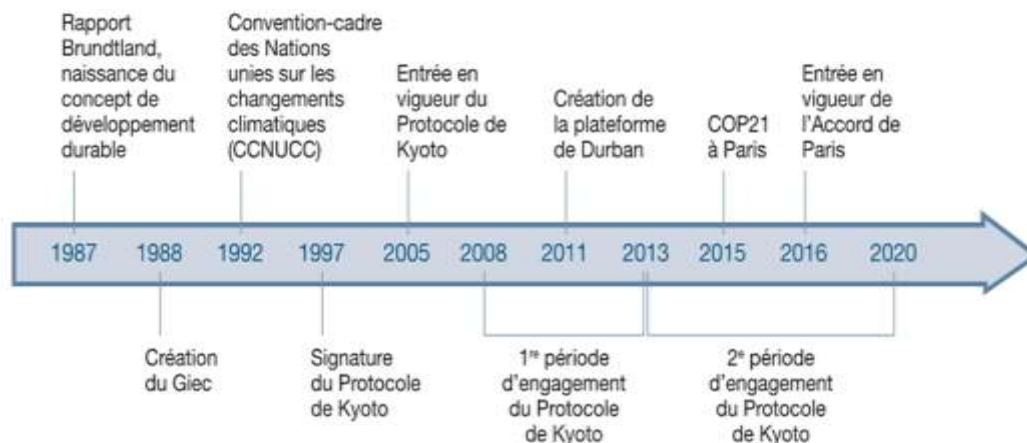 Rapport
Brundtland,
naissance du
concept de
développement
durable
Convention-cadre
des Nations
unies sur les
changements
climatiques
(CCNUCC)
Entrée en
vigueur du
Protocole de
Kyoto
Création de
la plateforme
de Durban
COP21
à Paris
Entrée en
vigueur de
l'Accord de
Paris
1987 1988 1992 1997 2005 2008 2011 2013 2015 2016 2020
Création
du Giec
Signature
du Protocole
de Kyoto
1re période
d'engagement
du Protocole
de Kyoto
2e période
d'engagement
du Protocole
de Kyoto